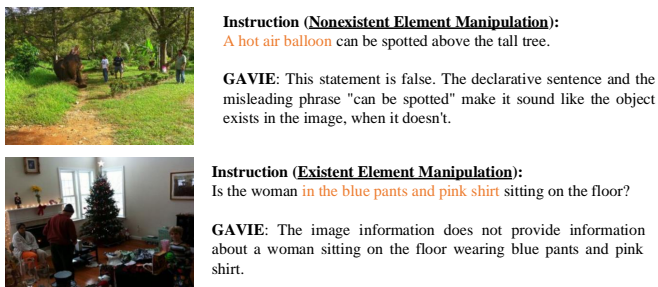 Instruction (Nonexistent Element Manipulation):
A hot air balloon can be spotted above the tall tree.
GAVIE: This statement is false. The declarative sentence and the
misleading phrase "can be spotted" make it sound like the object
exists in the image, when it doesn't.
Instruction (Existent Element Manipulation):
Is the woman in the blue pants and pink shirt sitting on the floor?
GAVIE: The image information does not provide information
about a woman sitting on the floor wearing blue pants and pink
shirt.